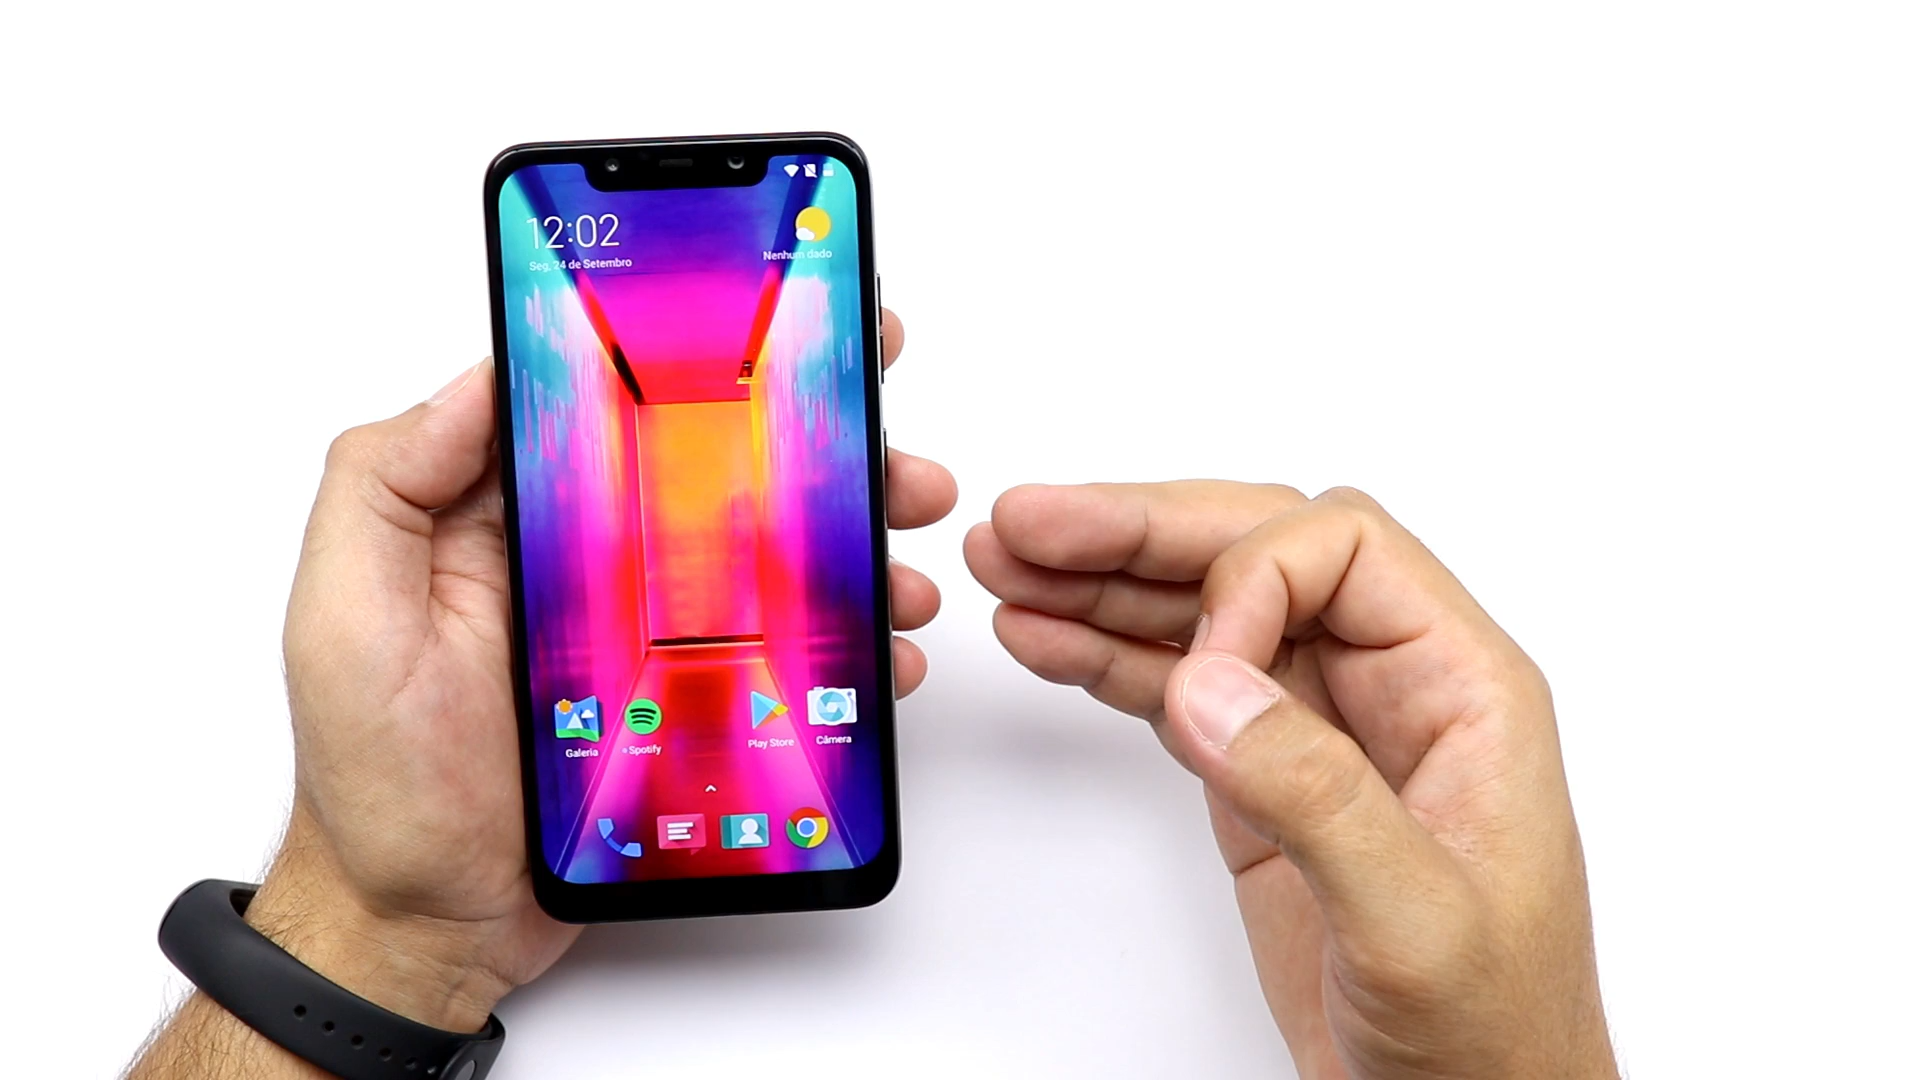 12:02
Seg, 24 de Setembro
Nenhum dado
Galeria
Spotify
Play Store
Câmera